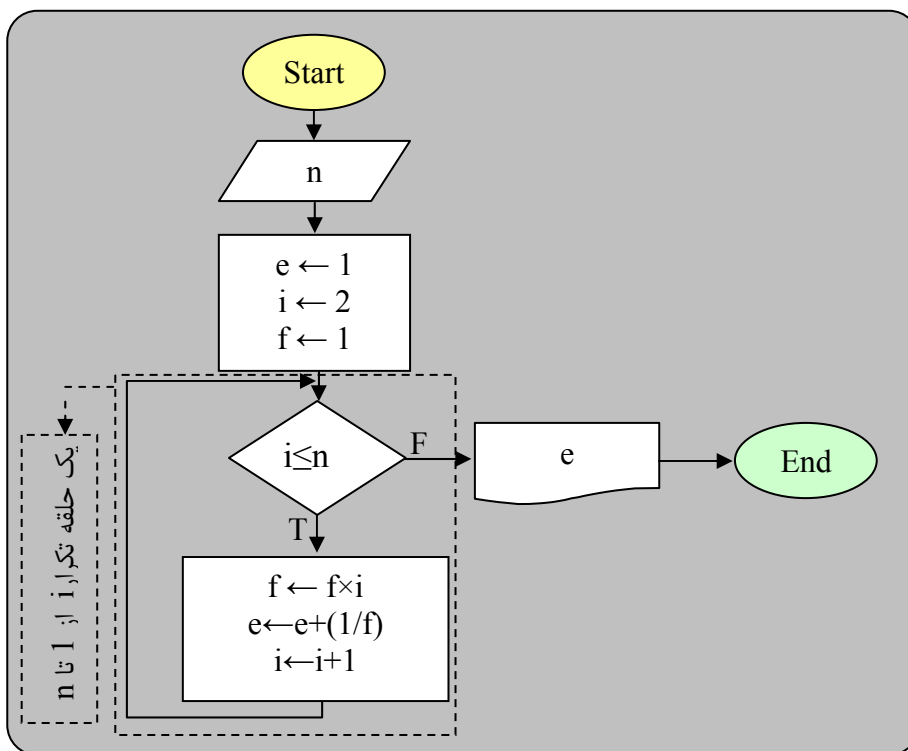 Start
n
e ← 1
i ← 2
f ← 1
i≤n
F
e
End
T
f ← f×i
e←e+(1/f)
i←i+1
یک حلقه تکرار i از 1 تا n